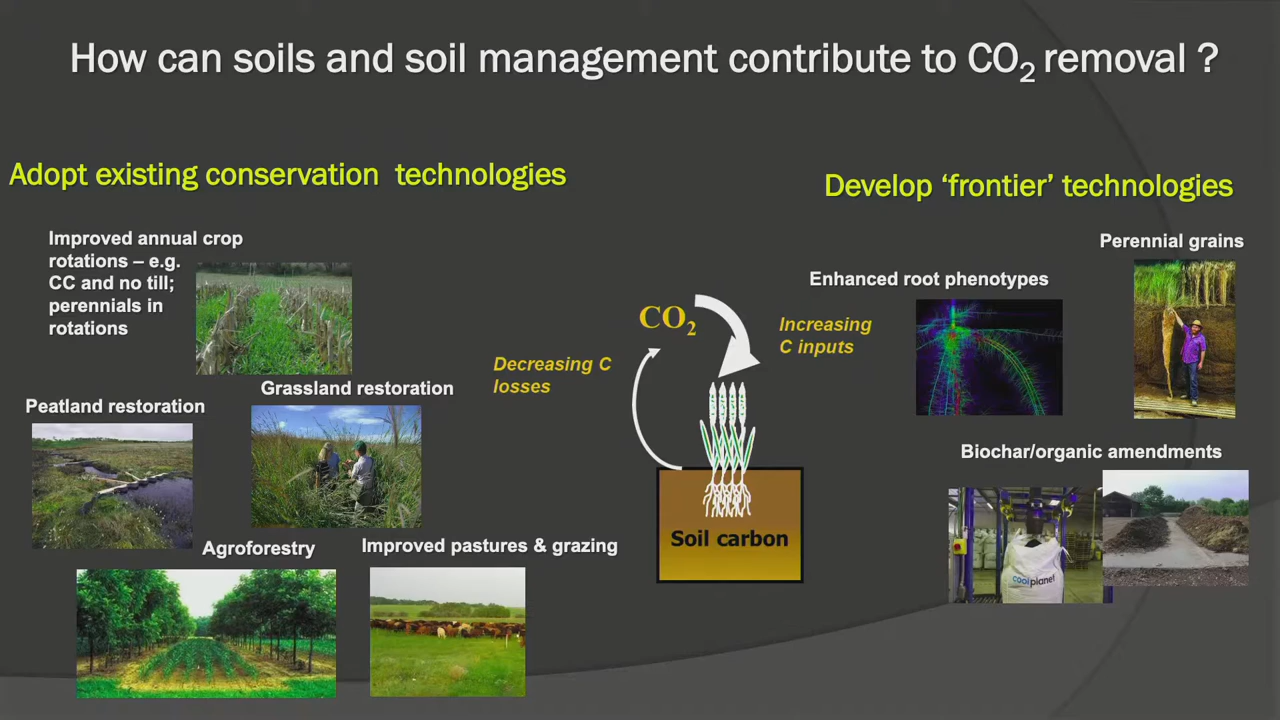 How can soils and soil management contribute to CO₂ removal ?
Adopt existing conservation technologies
Improved annual crop
rotations – e.g.
CC and no till;
perennials in
rotations
Grassland restoration
Peatland restoration
Agroforestry
Improved pastures & grazing
Decreasing C
losses
CO₂
Increasing
C inputs
Soil carbon
Develop ‘frontier’ technologies
Perennial grains
Enhanced root phenotypes
Biochar/organic amendments
coolplanet